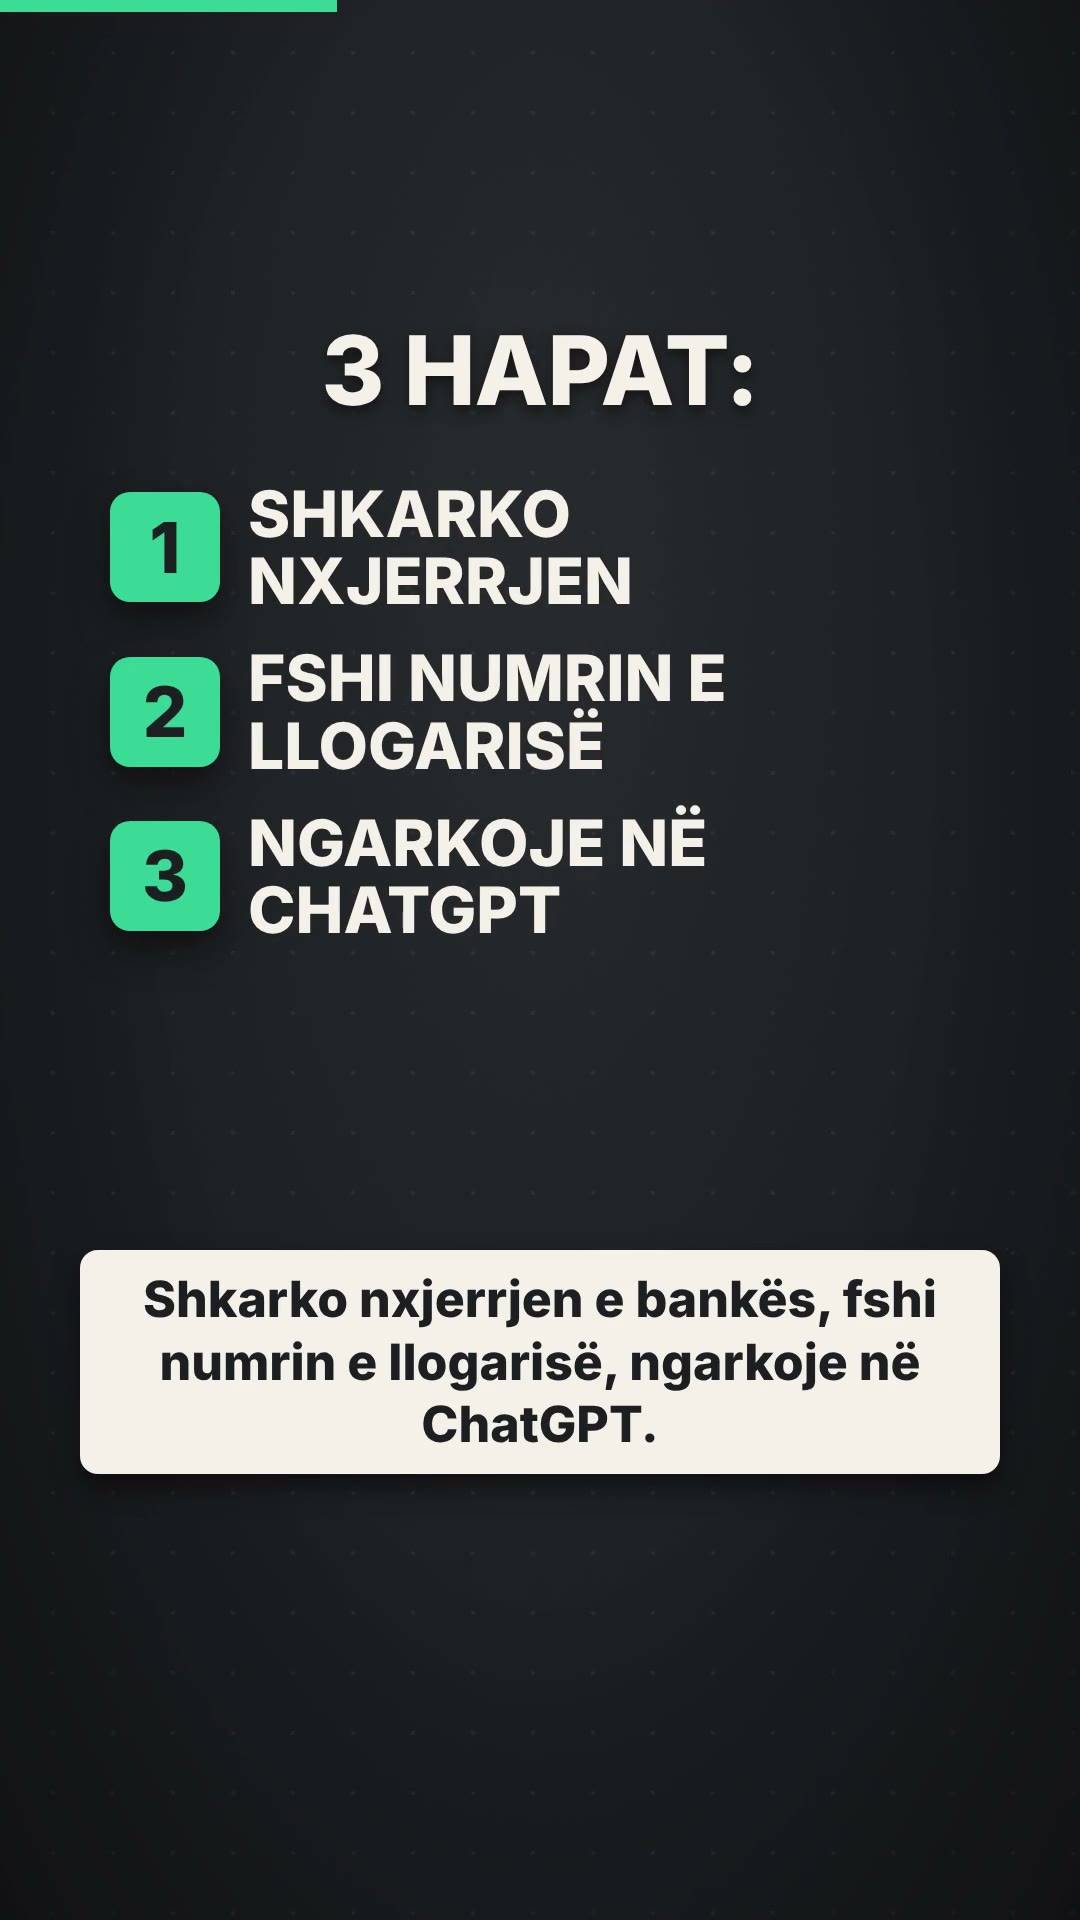 3 HAPAT:
1
SHKARKO
NXJERRJEN
2
FSHI NUMRIN E
LLOGARISË
3
NGARKOJE NË
CHATGPT
Shkarko nxjerrjen e bankës, fshi
numrin e llogarisë, ngarkoje në
ChatGPT.